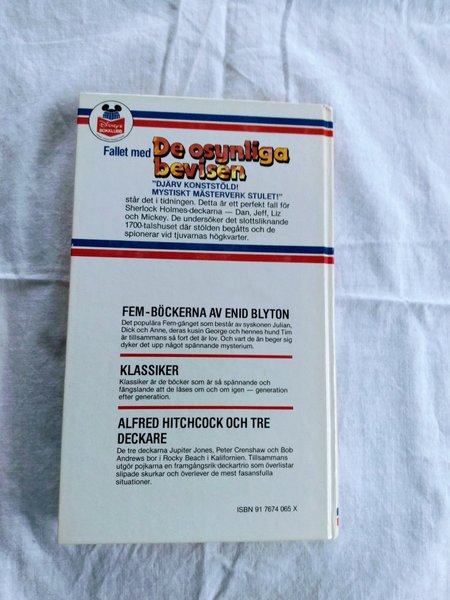 Disney's
BOKKLUBB
Fallet med De osynliga
bevisen
"DJÄRV KONSTSTÖLD!
MYSTISKT MÄSTERVERK STULET!"
står det i tidningen. Detta är ett perfekt fall för
Sherlock Holmes-deckarna — Dan, Jeff, Liz
och Mickey. De undersöker det slottsliknande
1700-talshuset där stölden begåtts och de
spionerar vid tjuvarnas högkvarter.
FEM-BÖCKERNA AV ENID BLYTON
Det populära Fem-gänget som består av syskonen Julian,
Dick och Anne, deras kusin George och hennes hund Tim
är tillsammans så fort det är lov. Och vart de än beger sig
dyker det upp något spännande mysterium.
KLASSIKER
Klassiker är de böcker som är så spännande och
fängslande att de läses om och om igen — generation
efter generation.
ALFRED HITCHCOCK OCH TRE
DECKARE
De tre deckarna Jupiter Jones, Peter Crenshaw och Bob
Andrews bor i Rocky Beach i Kalifornien. Tillsammans
utgör pojkarna en framgångsrik deckartrio som överlistar
slipade skurkar och överlever de mest fasansfulla
situationer.
ISBN 91 7674 065 X